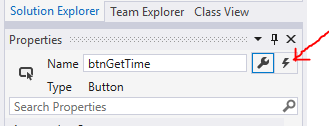 Solution Explorer Team Explorer Class View
Properties
Name btnGetTime
Type Button
Search Properties